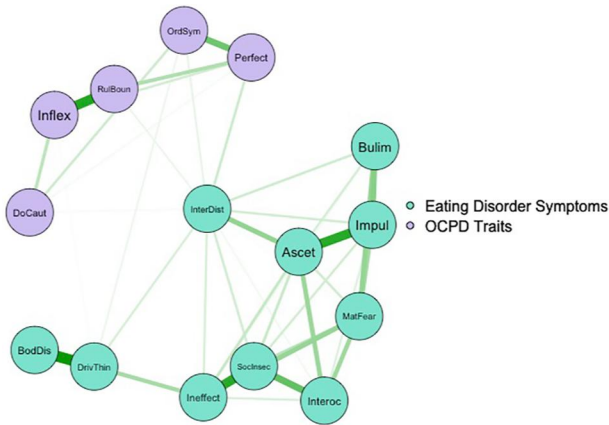 OrdSym
Perfect
RulBoun
Inflex
Bulim
Eating Disorder Symptoms
DoCaut
InterDist
Impul
OCPD Traits
Ascet
MatFear
BodDis
DrivThin
SocInsec
Ineffect
Interoc